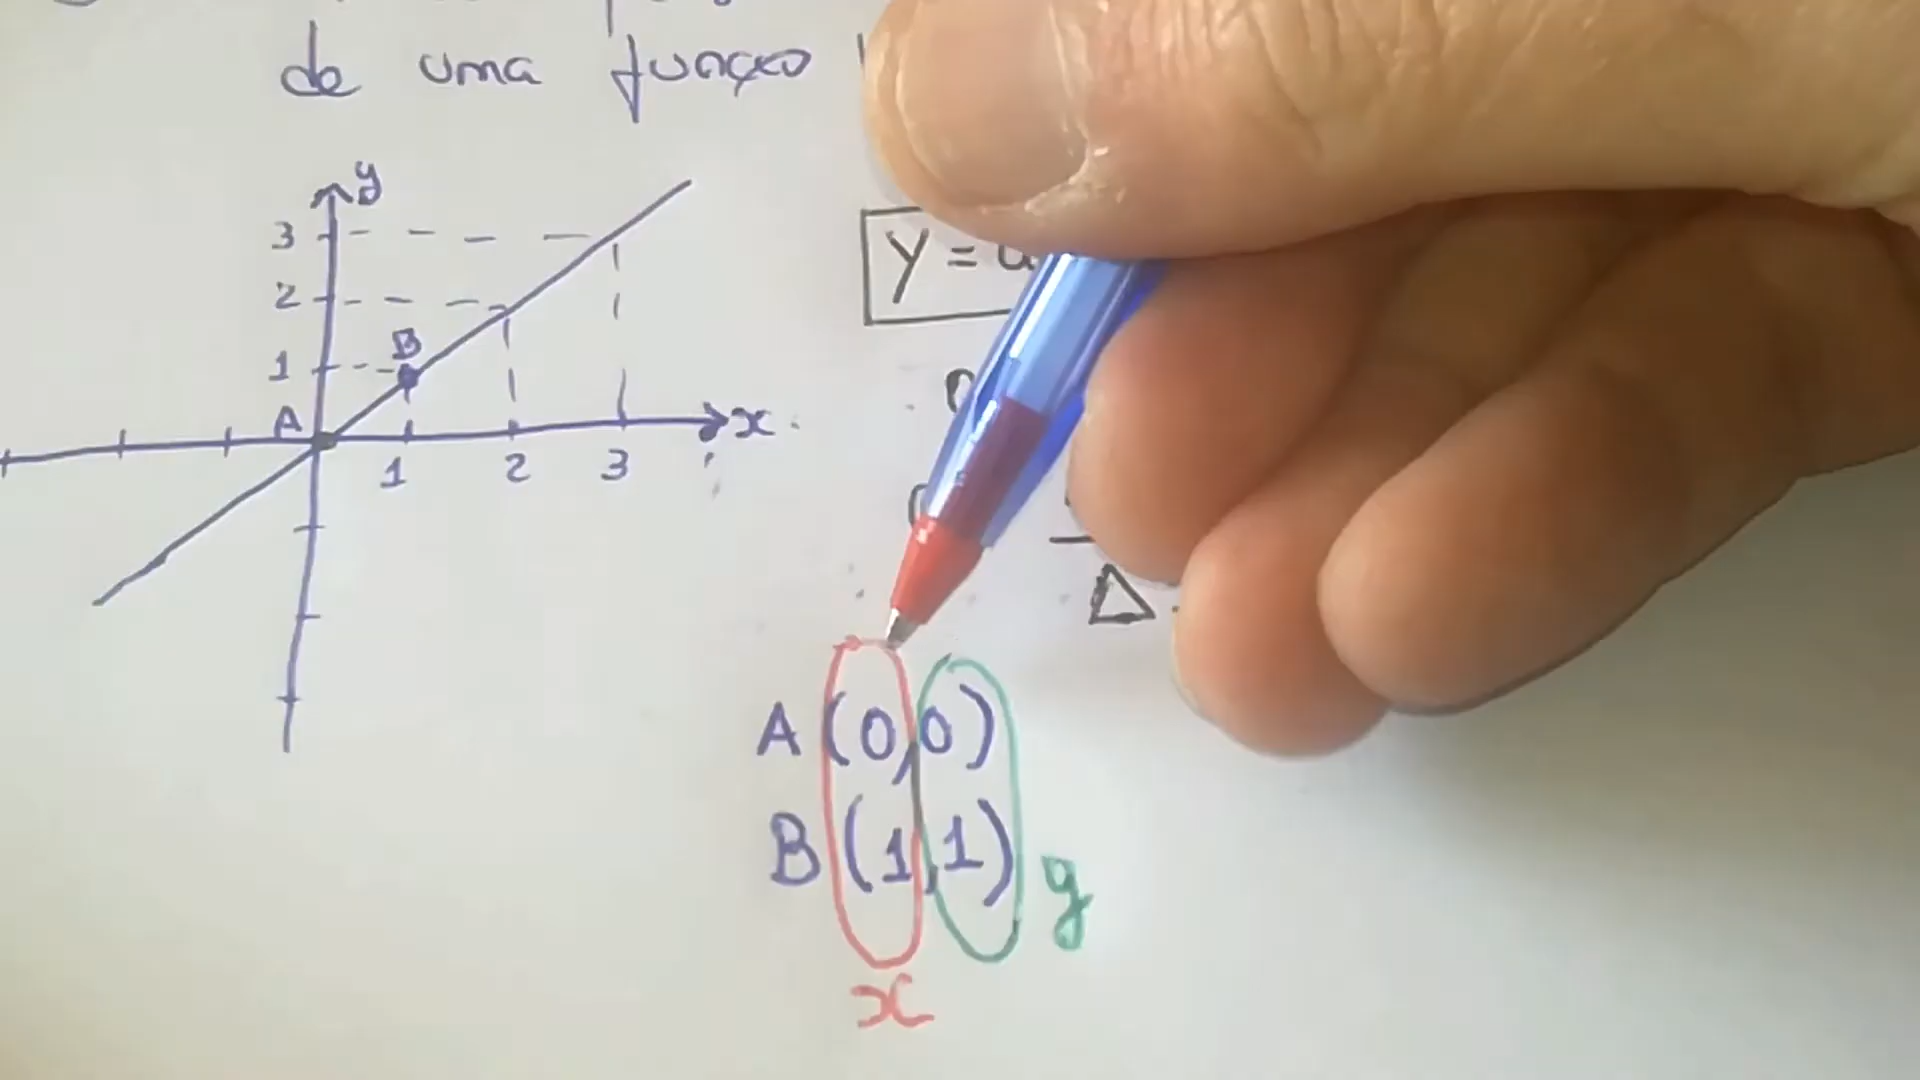 de uma função
y
3
2
B
1
A
x
1 2 3
y =
Δ
A (0,0)
B (1,1)
y
x